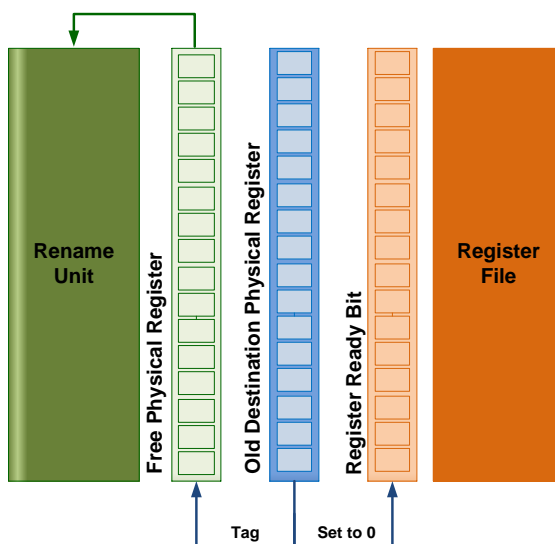 Rename
Unit
Free Physical Register
Old Destination Physical Register
Register Ready Bit
Register
File
Tag
Set to 0